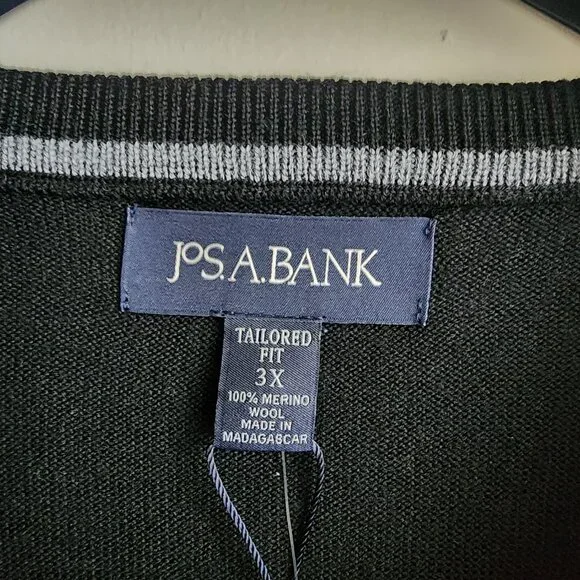 JoS.A.BANK
TAILORED
FIT
3X
100% MERINO
WOOL
MADE IN
MADAGASCAR